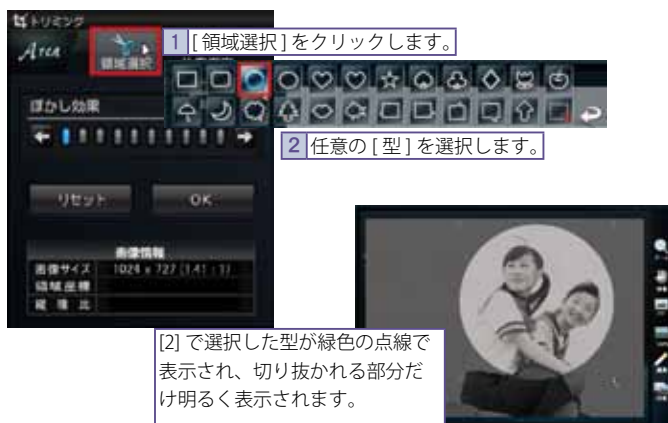 トリミング
Area
領域選択
1 [ 領域選択 ] をクリックします。
ぼかし効果
2 任意の [ 型 ] を選択します。
リセット
OK
画像情報
画像サイズ 1024 x 727 (1.41 : 1)
領域座標
縦 横 比
[2] で選択した型が緑色の点線で
表示され、切り抜かれる部分だ
け明るく表示されます。